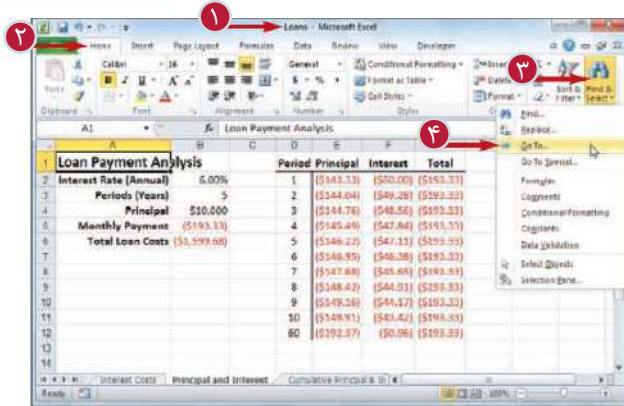 ۱
Loans - Microsoft Excel
۲
Home Insert Page Layout Formulas Data Review View Developer
Calibri 16 General Conditional Formatting
B I U Format as Table
Cell Styles
Sort & Filter Find & Select
۳
Clipboard Font Alignment Number Styles
A1 fx Loan Payment Analysis
Find...
Replace...
۴
Go To...
Go To Special...
Formulas
Comments
Conditional Formatting
Constants
Data Validation
Select Objects
Selection Pane...
A B C D E F
1 Loan Payment Analysis Period Principal Interest Total
2 Interest Rate (Annual) 6.00% 1 ($143.33) ($50.00) ($193.33)
3 Periods (Years) 5 2 ($144.04) ($49.28) ($193.33)
4 Principal $10,000 3 ($144.76) ($48.56) ($193.33)
5 Monthly Payment ($193.33) 4 ($145.49) ($47.84) ($193.33)
6 Total Loan Costs ($1,599.68) 5 ($146.22) ($47.11) ($193.33)
7 6 ($146.95) ($46.38) ($193.33)
8 7 ($147.68) ($45.65) ($193.33)
9 8 ($148.42) ($44.91) ($193.33)
10 9 ($149.16) ($44.17) ($193.33)
11 10 ($149.91) ($43.42) ($193.33)
12 60 ($192.37) ($0.96) ($193.33)
13
14
Interest Costs Principal and Interest Cumulative Principal &
Ready 100%